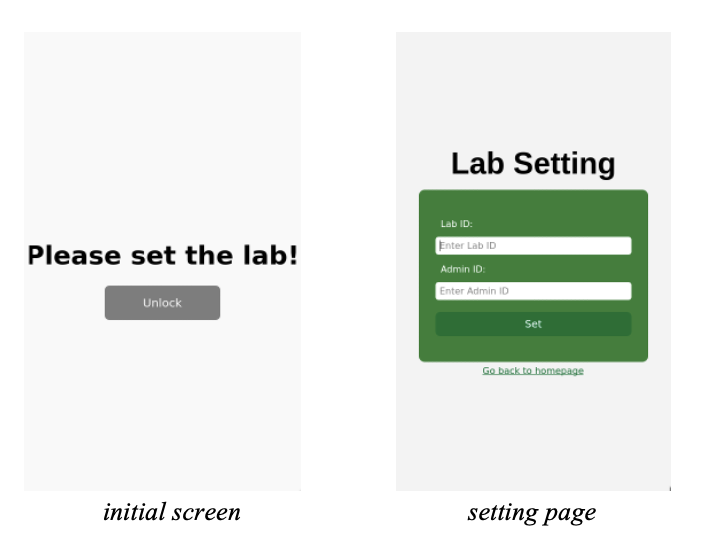 Please set the lab!
Unlock
initial screen
Lab Setting
Lab ID:
Enter Lab ID
Admin ID:
Enter Admin ID
Set
Go back to homepage
setting page